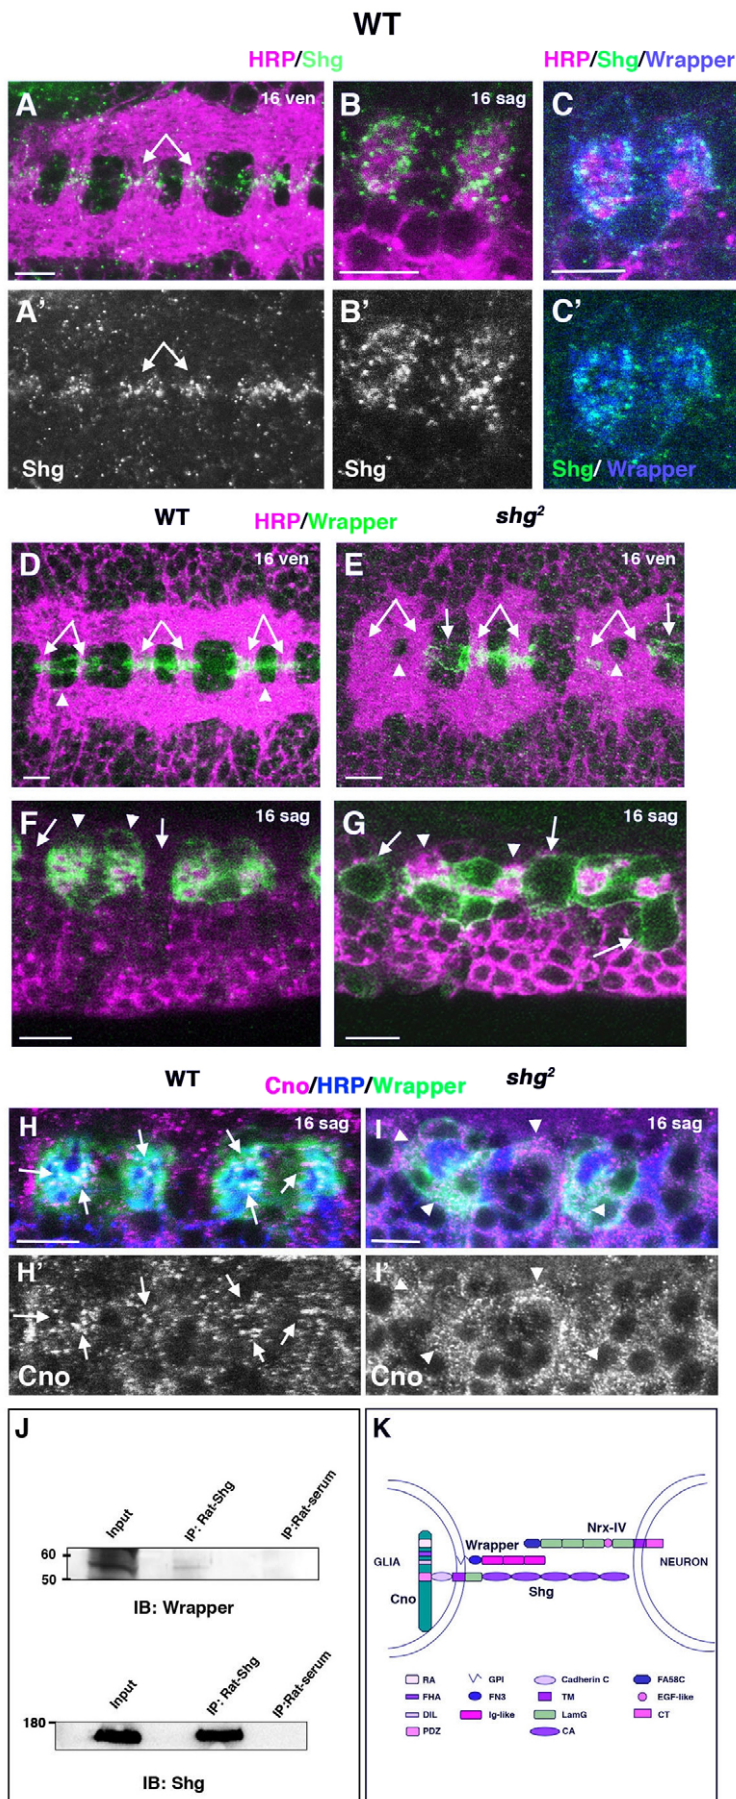 WT
HRP/Shg
HRP/Shg/Wrapper
A
16 ven
B
16 sag
C
A'
Shg
B'
Shg
C'
Shg/ Wrapper
WT
HRP/Wrapper
shg²
D
16 ven
E
16 ven
F
16 sag
G
16 sag
WT
Cno/HRP/Wrapper
shg²
H
16 sag
I
16 sag
H'
Cno
I'
Cno
J
Input
IP: Rat-Shg
IP:Rat-serum
60
50
IB: Wrapper
Input
IP: Rat-Shg
IP:Rat-serum
180
IB: Shg
K
Nrx-IV
Wrapper
GLIA
NEURON
Cno
Shg
RA
GPI
Cadherin C
FA58C
FHA
FN3
TM
EGF-like
DIL
Ig-like
LamG
CT
PDZ
CA